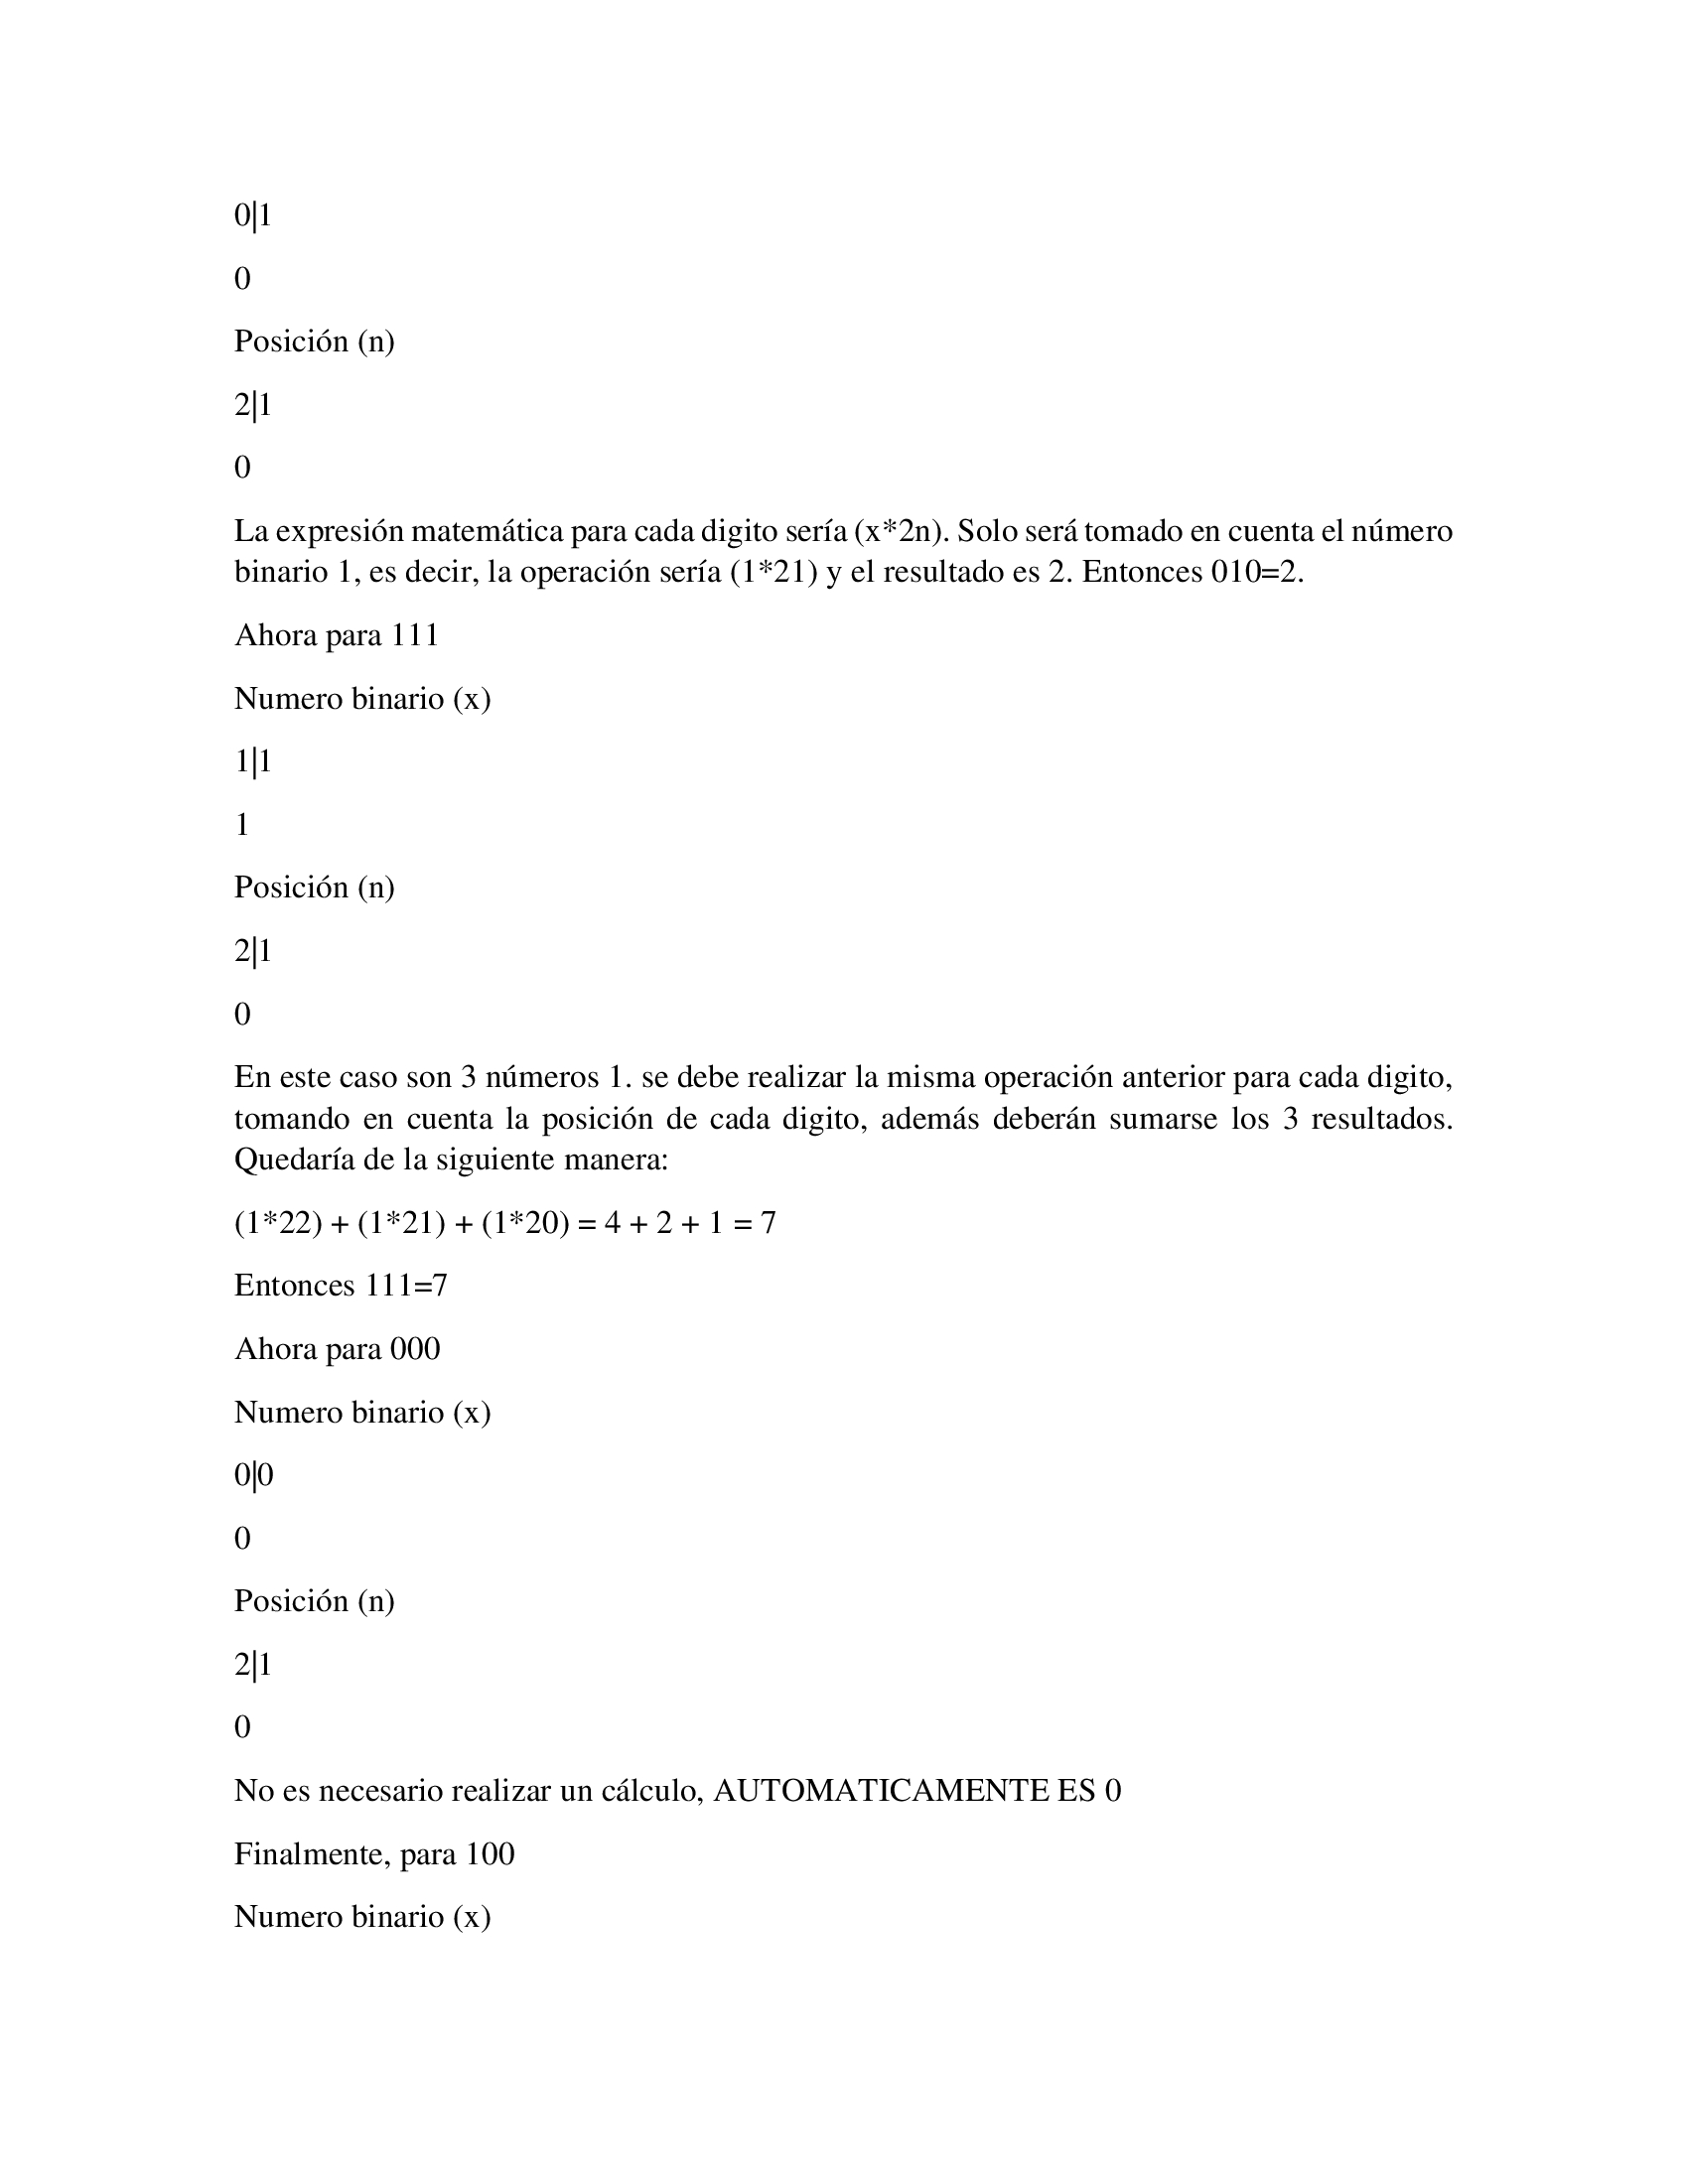 0|1
0
Posición (n)
2|1
0
La expresión matemática para cada digito sería (x*2n). Solo será tomado en cuenta el número
binario 1, es decir, la operación sería (1*21) y el resultado es 2. Entonces 010=2.
Ahora para 111
Numero binario (x)
1|1
1
Posición (n)
2|1
0
En este caso son 3 números 1. se debe realizar la misma operación anterior para cada digito,
tomando en cuenta la posición de cada digito, además deberán sumarse los 3 resultados.
Quedaría de la siguiente manera:
(1*22) + (1*21) + (1*20) = 4 + 2 + 1 = 7
Entonces 111=7
Ahora para 000
Numero binario (x)
0|0
0
Posición (n)
2|1
0
No es necesario realizar un cálculo, AUTOMATICAMENTE ES 0
Finalmente, para 100
Numero binario (x)